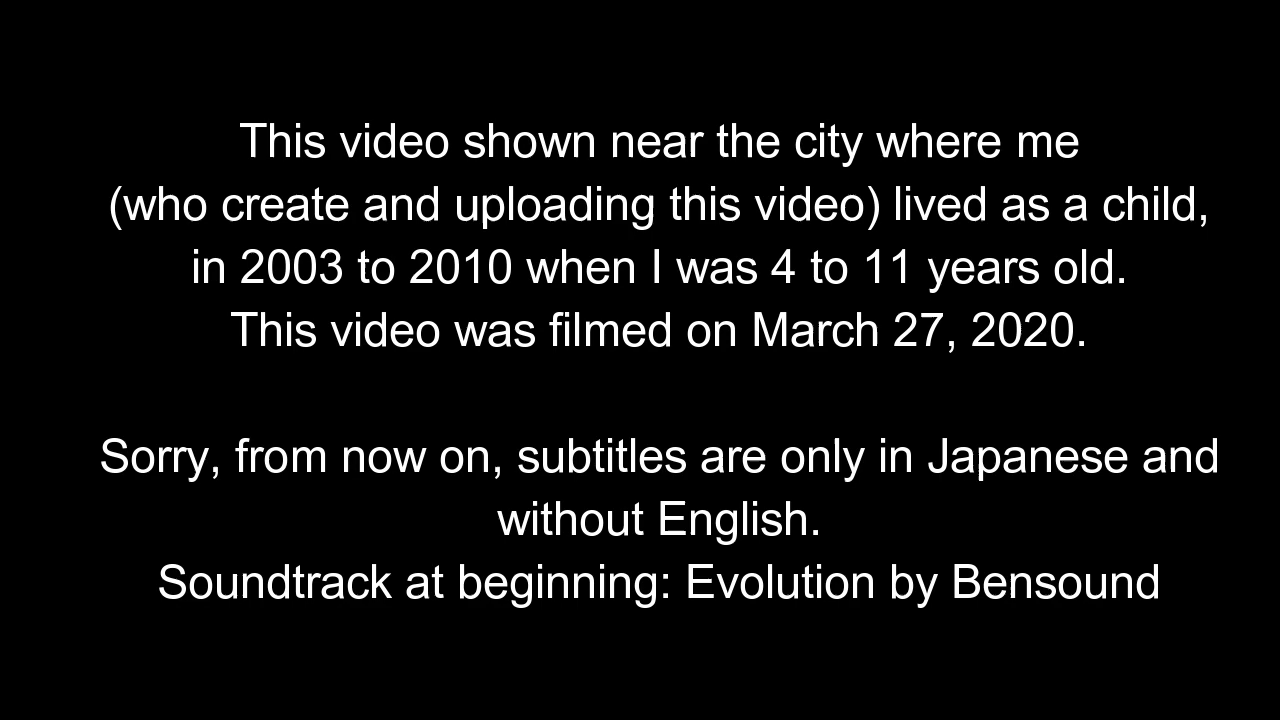 This video shown near the city where me
(who create and uploading this video) lived as a child,
in 2003 to 2010 when I was 4 to 11 years old.
This video was filmed on March 27, 2020.
Sorry, from now on, subtitles are only in Japanese and
without English.
Soundtrack at beginning: Evolution by Bensound